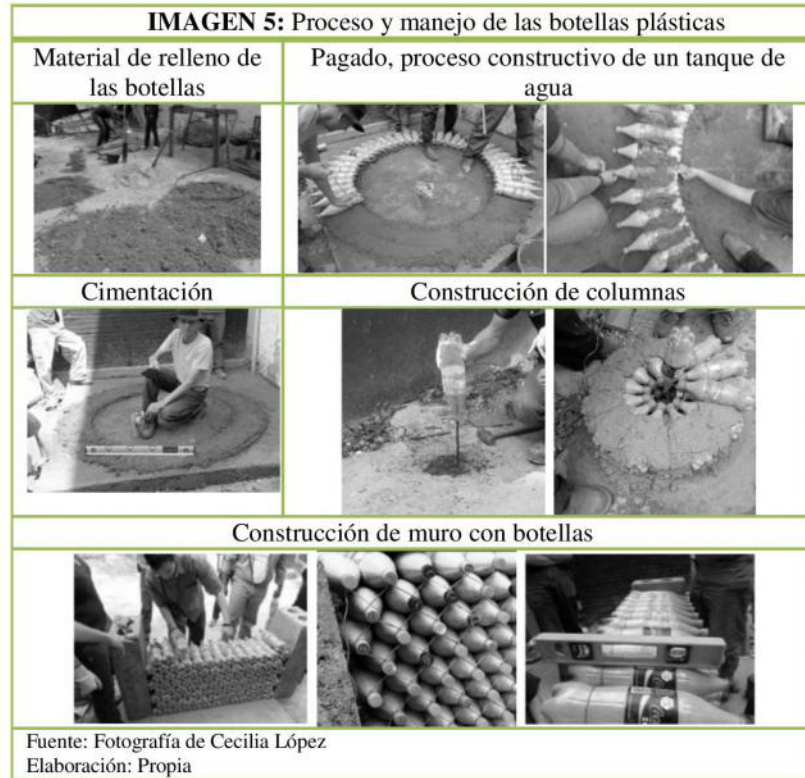 IMAGEN 5: Proceso y manejo de las botellas plásticas
Material de relleno de
las botellas
Pagado, proceso constructivo de un tanque de
agua
Cimentación
Construcción de columnas
Construcción de muro con botellas
Fuente: Fotografía de Cecilia López
Elaboración: Propia